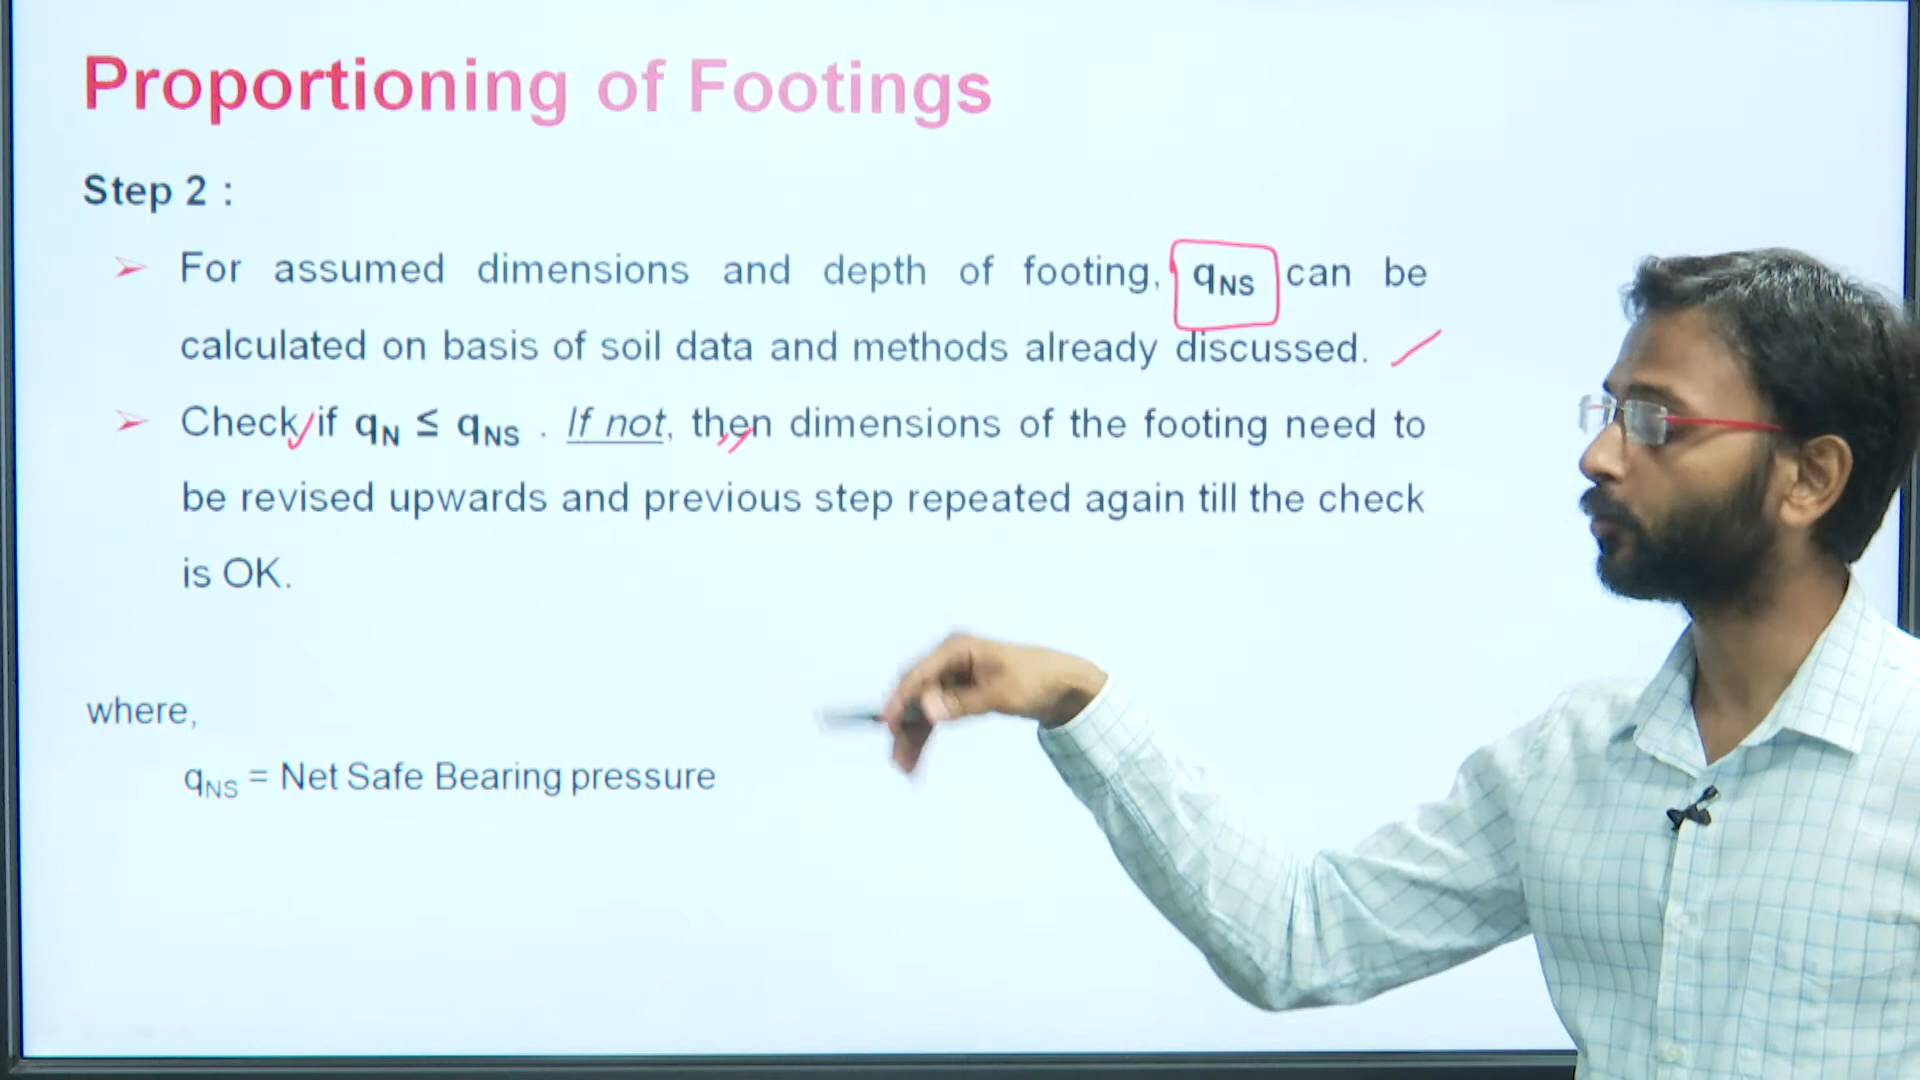 Proportioning of Footings
Step 2 :
➢ For assumed dimensions and depth of footing, qNS can be
calculated on basis of soil data and methods already discussed.
➢ Check if qN ≤ qNS . If not, then dimensions of the footing need to
be revised upwards and previous step repeated again till the check
is OK.
where,
qNS = Net Safe Bearing pressure